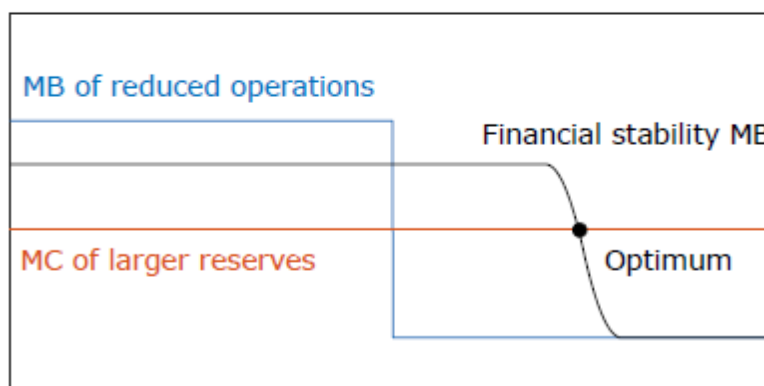 MB of reduced operations
Financial stability MB
MC of larger reserves
Optimum